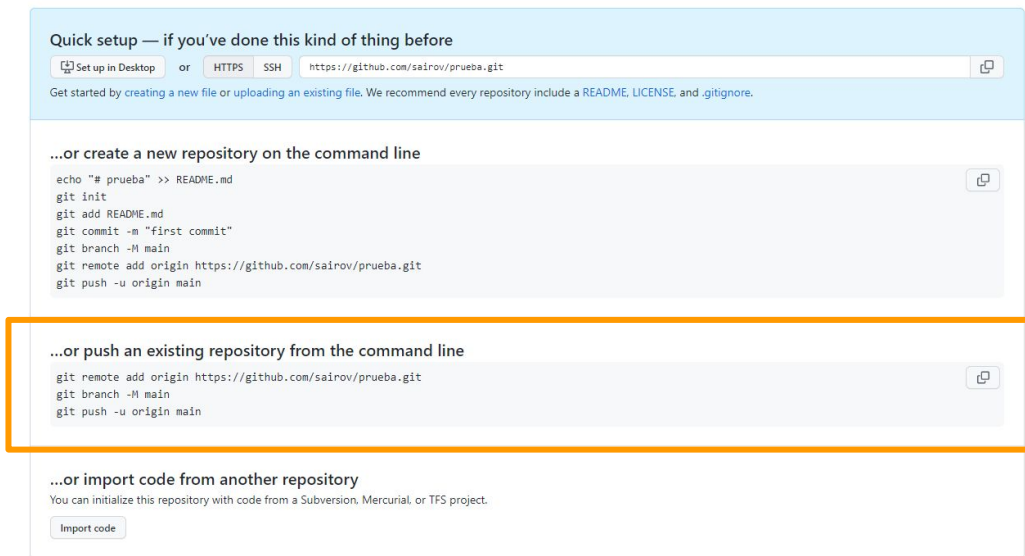 Quick setup — if you've done this kind of thing before
Set up in Desktop or HTTPS SSH https://github.com/sairov/prueba.git
Get started by creating a new file or uploading an existing file. We recommend every repository include a README, LICENSE, and .gitignore.
...or create a new repository on the command line
echo "# prueba" >> README.md
git init
git add README.md
git commit -m "first commit"
git branch -M main
git remote add origin https://github.com/sairov/prueba.git
git push -u origin main
...or push an existing repository from the command line
git remote add origin https://github.com/sairov/prueba.git
git branch -M main
git push -u origin main
...or import code from another repository
You can initialize this repository with code from a Subversion, Mercurial, or TFS project.
Import code